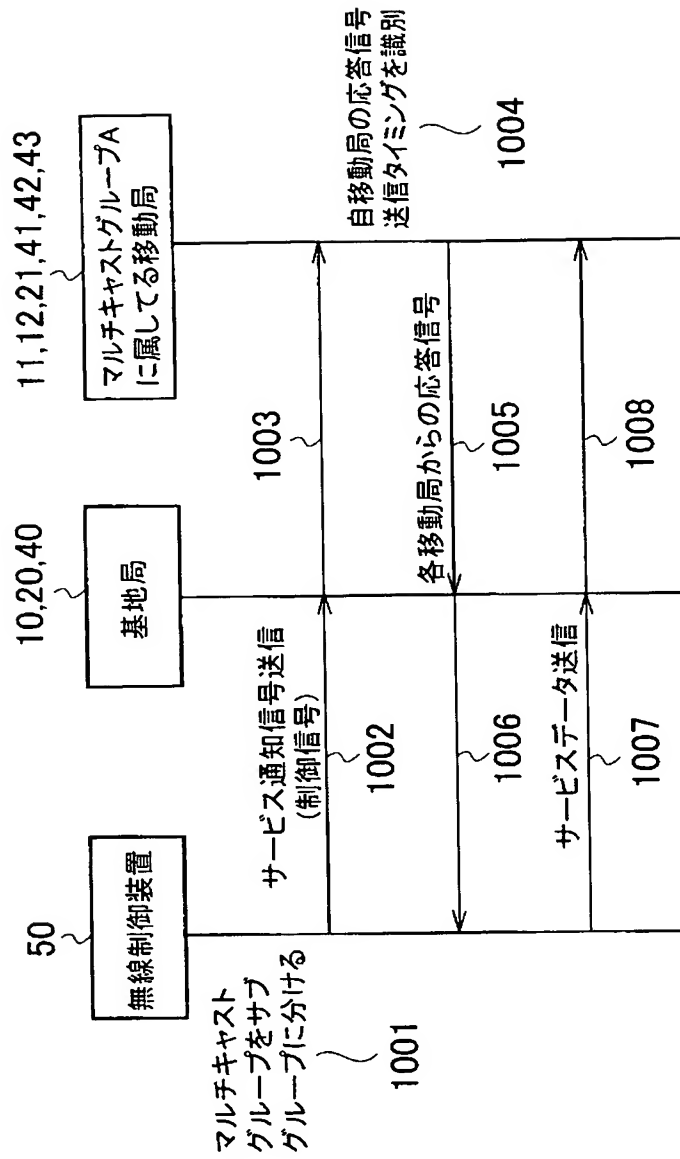 50
無線制御装置
10,20,40
基地局
11,12,21,41,42,43
マルチキャストグループA
に属してる移動局
マルチキャスト
グループをサブ
グループに分ける
1001
サービス通知信号送信
(制御信号)
1002
1003
自移動局の応答信号
送信タイミングを識別
1004
各移動局からの応答信号
1005
1006
サービスデータ送信
1007
1008